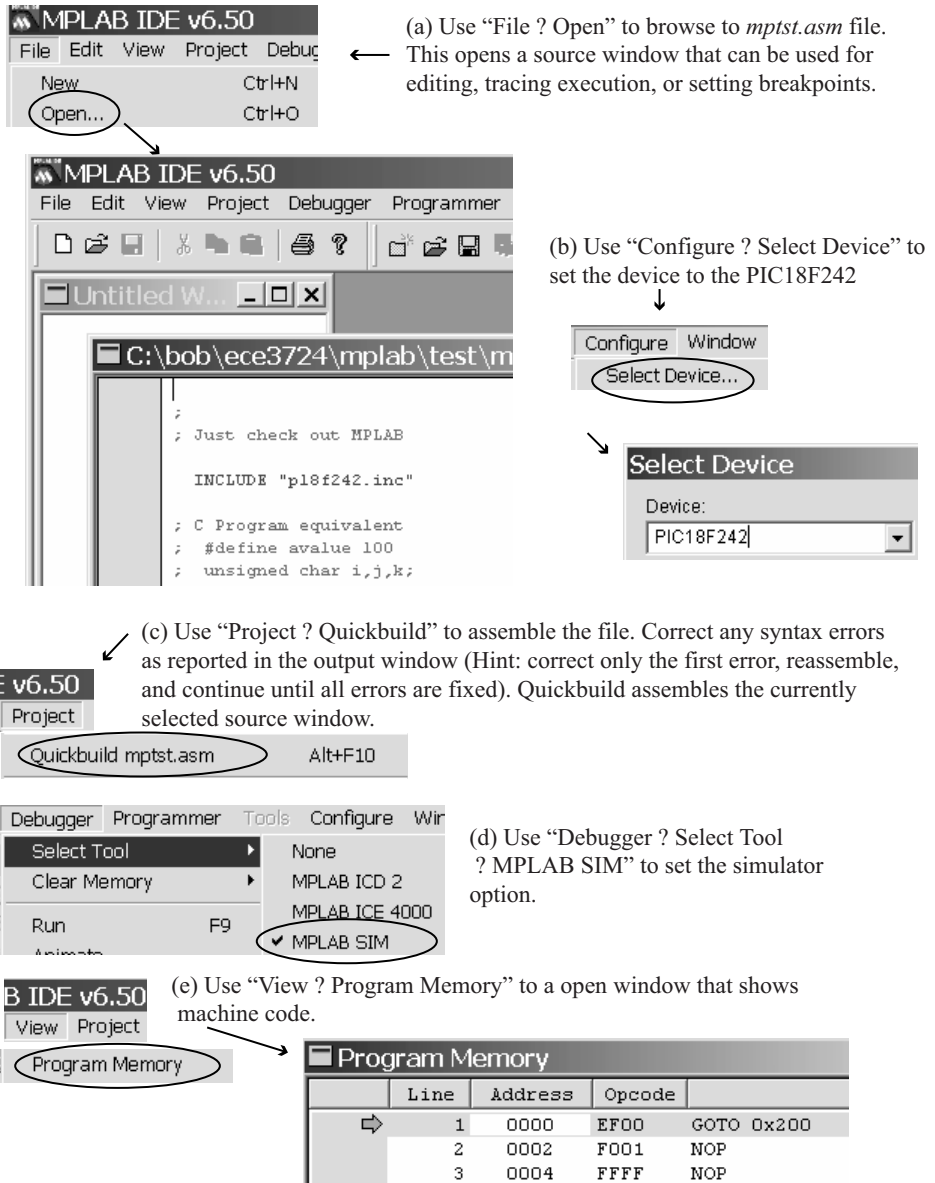 MPLAB IDE v6.50
File Edit View Project Debug
New Ctrl+N
Open... Ctrl+O
(a) Use “File ? Open” to browse to mptst.asm file.
This opens a source window that can be used for
editing, tracing execution, or setting breakpoints.
MPLAB IDE v6.50
File Edit View Project Debugger Programmer
Untitled W...
C:\bob\ece3724\mplab\test\m
;
; Just check out MPLAB
INCLUDE "p18f242.inc"
; C Program equivalent
; #define avalue 100
; unsigned char i,j,k;
(b) Use “Configure ? Select Device” to
set the device to the PIC18F242
Configure Window
Select Device...
Select Device
Device:
PIC18F242
(c) Use “Project ? Quickbuild” to assemble the file. Correct any syntax errors
as reported in the output window (Hint: correct only the first error, reassemble,
and continue until all errors are fixed). Quickbuild assembles the currently
selected source window.
E v6.50
Project
Quickbuild mptst.asm Alt+F10
Debugger Programmer Tools Configure Wir
Select Tool None
Clear Memory MPLAB ICD 2
MPLAB ICE 4000
Run F9
MPLAB SIM
Animate
(d) Use “Debugger ? Select Tool
? MPLAB SIM” to set the simulator
option.
(e) Use “View ? Program Memory” to a open window that shows
machine code.
B IDE v6.50
View Project
Program Memory
Program Memory
Line Address Opcode
1 0000 EF00 GOTO 0x200
2 0002 F001 NOP
3 0004 FFFF NOP